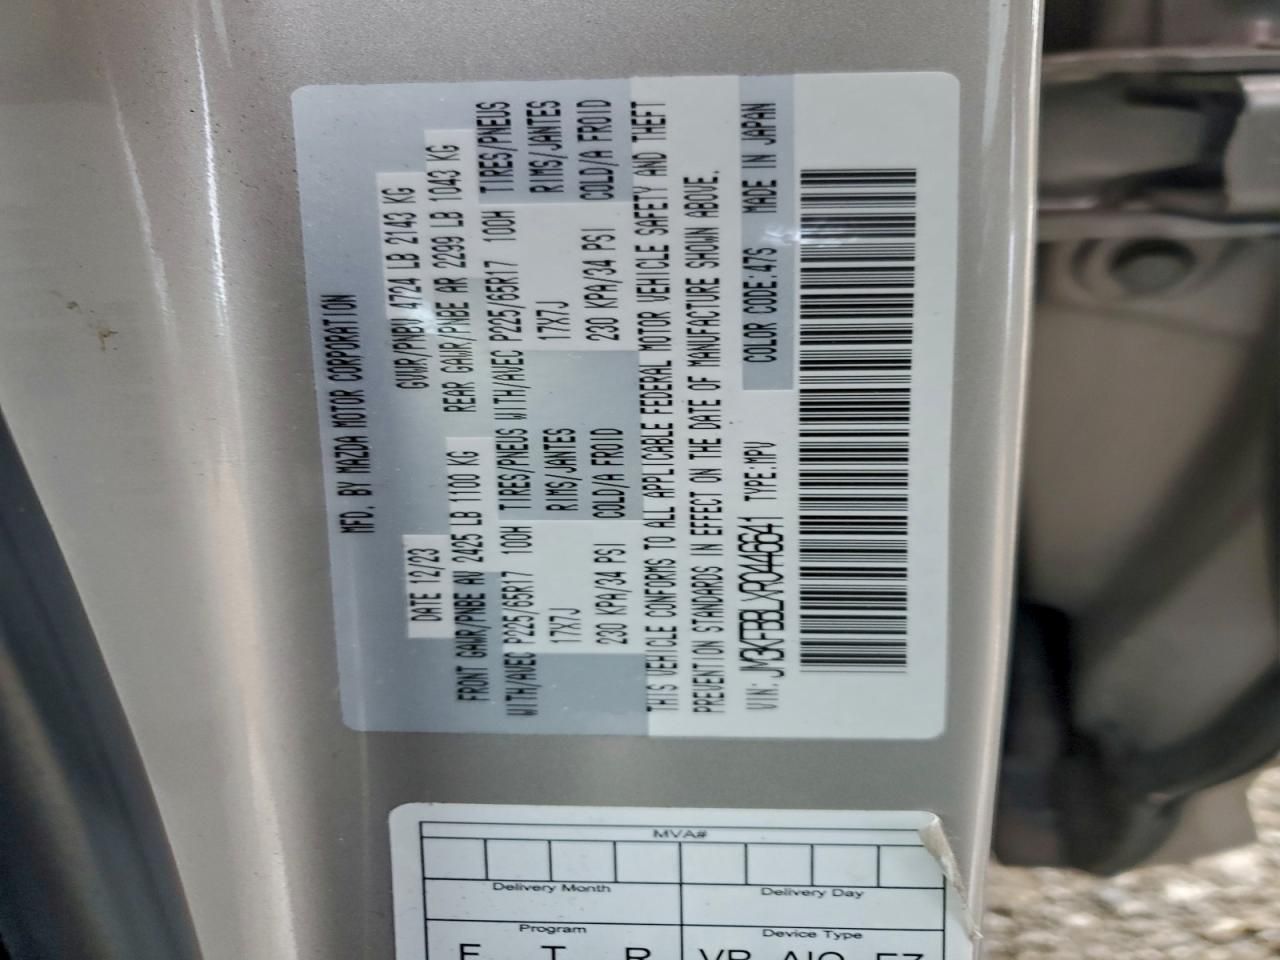 MFD. BY MAZDA MOTOR CORPORATION
DATE 12/23 GVWR/PNBV 4724 LB 2143 KG
FRONT GAWR/PNBE AV 2425 LB 1100 KG REAR GAWR/PNBE AR 2299 LB 1043 KG
WITH/AVEC P225/65R17 100H TIRES/PNEUS WITH/AVEC P225/65R17 100H TIRES/PNEUS
17X7J RIMS/JANTES 17X7J RIMS/JANTES
230 KPA/34 PSI COLD/A FROID 230 KPA/34 PSI COLD/A FROID
THIS VEHICLE CONFORMS TO ALL APPLICABLE FEDERAL MOTOR VEHICLE SAFETY AND THEFT
PREVENTION STANDARDS IN EFFECT ON THE DATE OF MANUFACTURE SHOWN ABOVE.
VIN: JM3KFBBLXR0446641 TYPE:MPV COLOR CODE:47S MADE IN JAPAN
MVA#
Delivery Month Delivery Day
Program Device Type